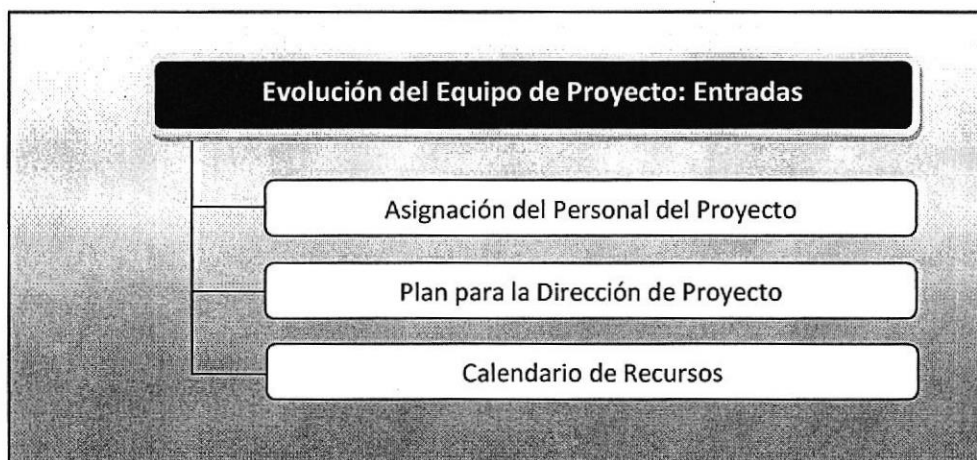 Evolución del Equipo de Proyecto: Entradas
Asignación del Personal del Proyecto
Plan para la Dirección de Proyecto
Calendario de Recursos